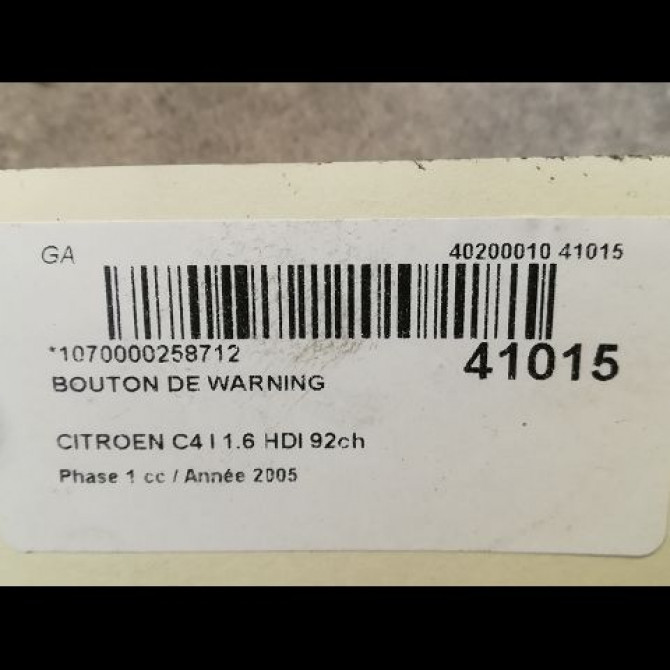 GA 40200010 41015
*1070000258712 41015
BOUTON DE WARNING
CITROEN C4 I 1.6 HDI 92ch
Phase 1 cc / Année 2005